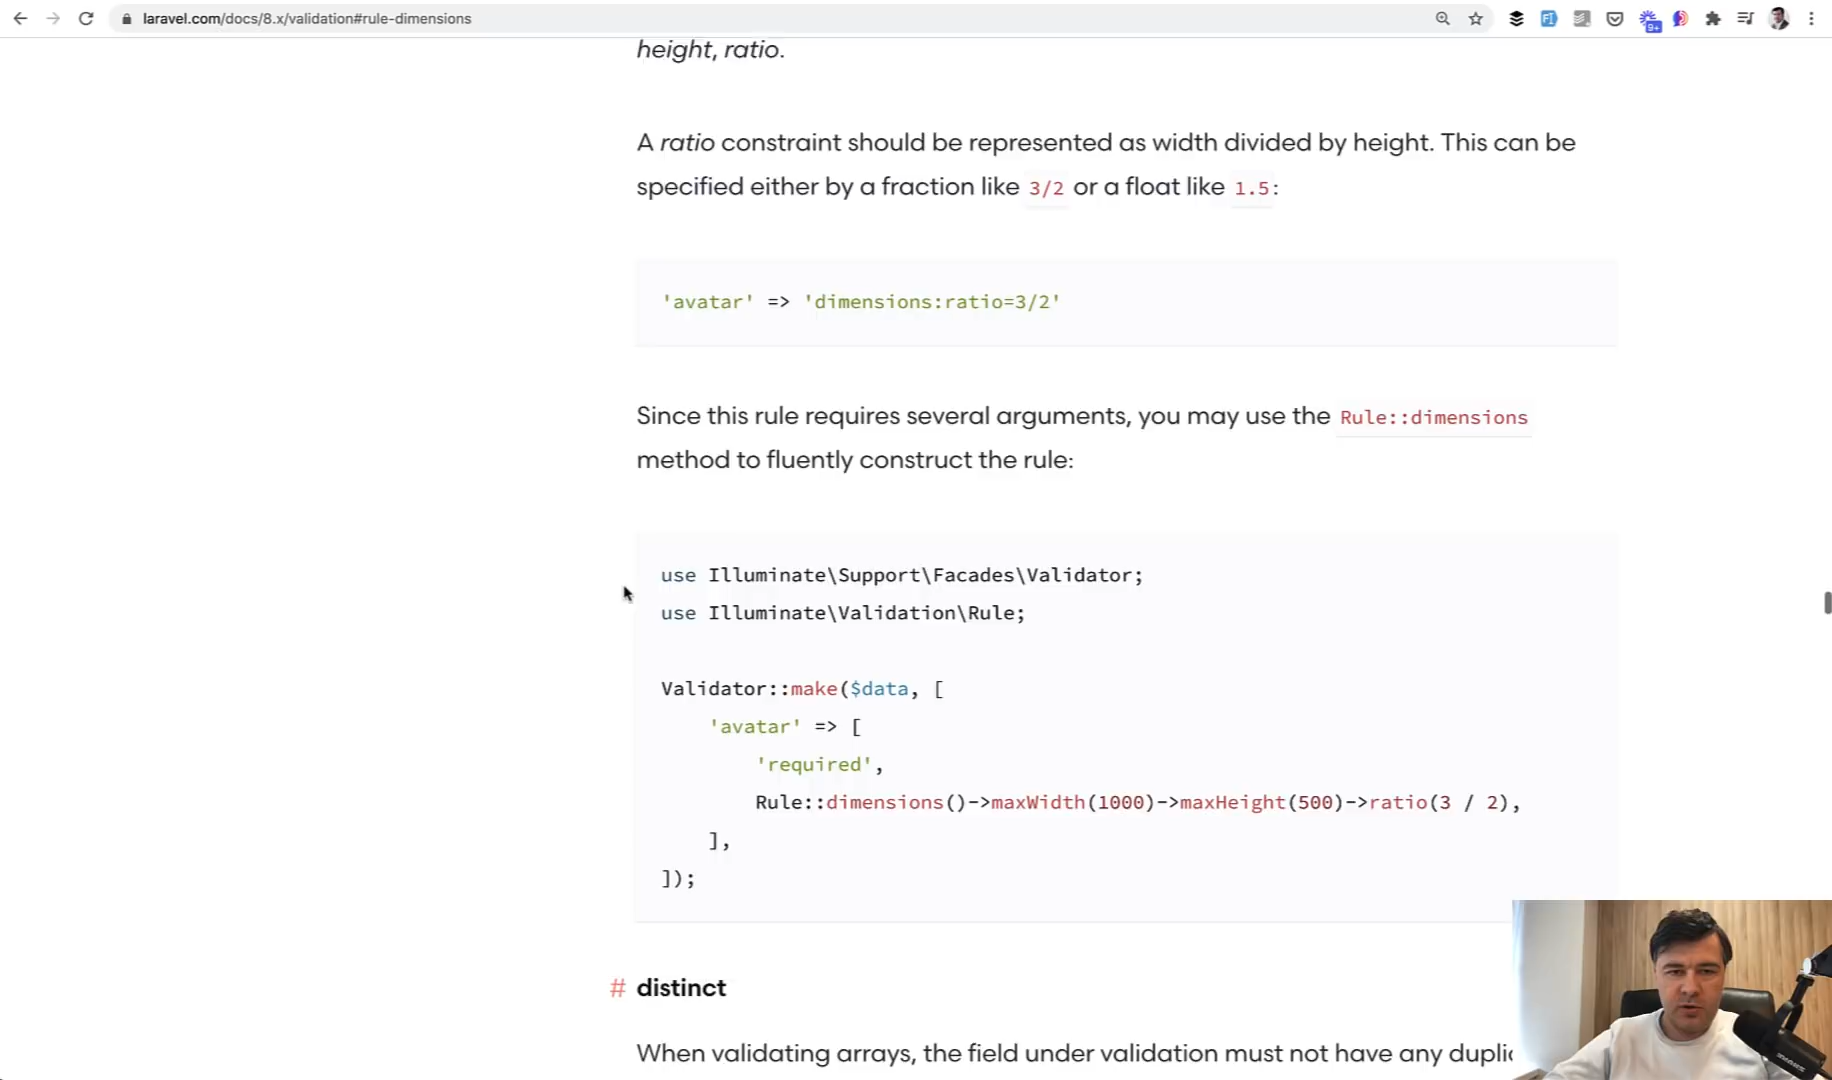 laravel.com/docs/8.x/validation#rule-dimensions
9+
height, ratio.
A ratio constraint should be represented as width divided by height. This can be
specified either by a fraction like 3/2 or a float like 1.5:
'avatar' => 'dimensions:ratio=3/2'
Since this rule requires several arguments, you may use the Rule::dimensions
method to fluently construct the rule:
use Illuminate\Support\Facades\Validator;
use Illuminate\Validation\Rule;
Validator::make($data, [
'avatar' => [
'required',
Rule::dimensions()->maxWidth(1000)->maxHeight(500)->ratio(3 / 2),
],
]);
# distinct
When validating arrays, the field under validation must not have any